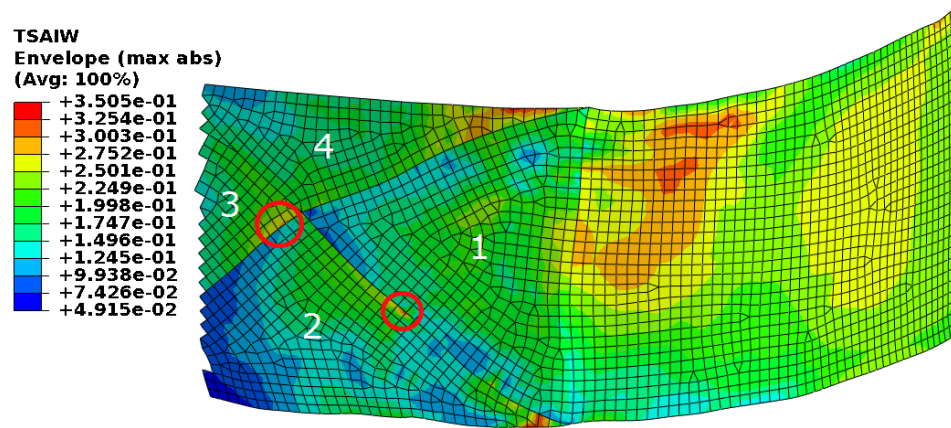 TSAIW
Envelope (max abs)
(Avg: 100%)
+3.505e-01
+3.254e-01
+3.003e-01
+2.752e-01
+2.501e-01
+2.249e-01
+1.998e-01
+1.747e-01
+1.496e-01
+1.245e-01
+9.938e-02
+7.426e-02
+4.915e-02
4
3
1
2